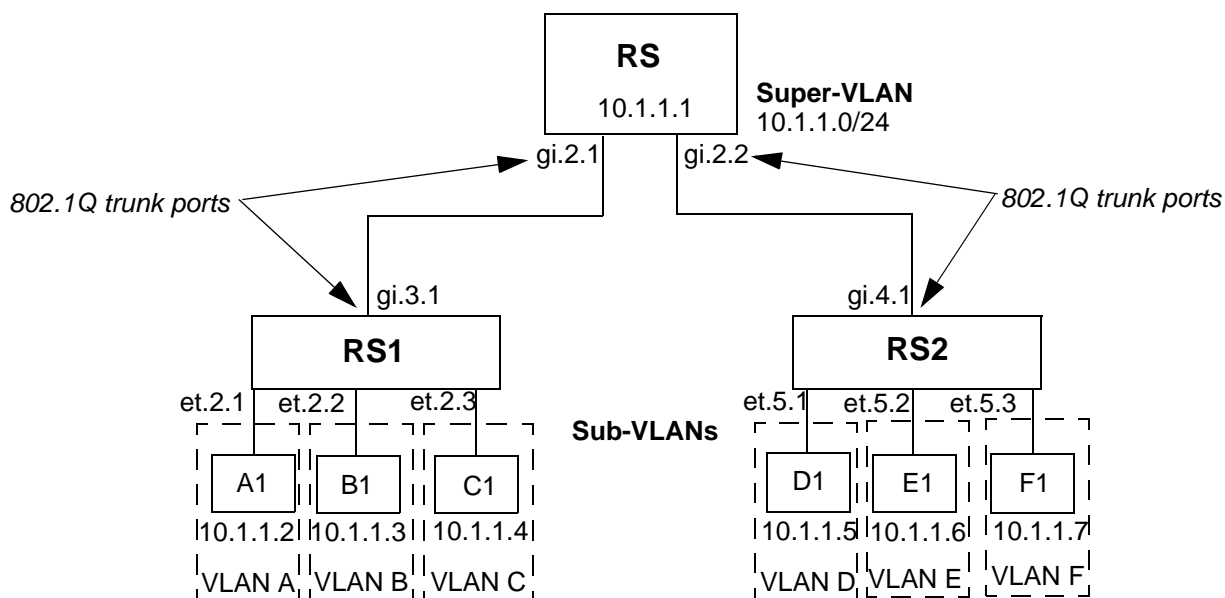 RS
10.1.1.1
Super-VLAN
10.1.1.0/24
gi.2.1
gi.2.2
802.1Q trunk ports
802.1Q trunk ports
gi.3.1
gi.4.1
RS1
RS2
et.2.1
et.2.2
et.2.3
et.5.1
et.5.2
et.5.3
Sub-VLANs
A1
B1
C1
D1
E1
F1
10.1.1.2
10.1.1.3
10.1.1.4
10.1.1.5
10.1.1.6
10.1.1.7
VLAN A
VLAN B
VLAN C
VLAN D
VLAN E
VLAN F